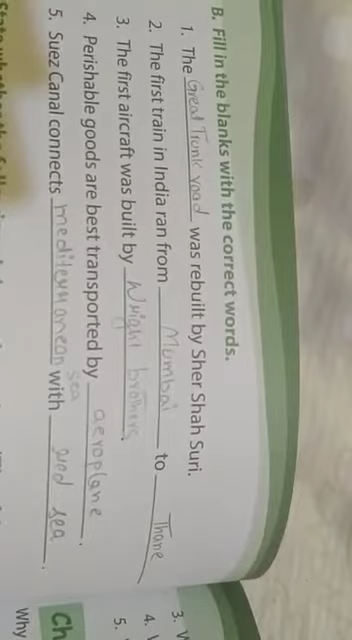 B. Fill in the blanks with the correct words.
1. The Great Trunk road was rebuilt by Sher Shah Suri.
2. The first train in India ran from Mumbai to Thane
3. The first aircraft was built by Wright brothers.
4. Perishable goods are best transported by aeroplane.
5. Suez Canal connects mediterranean sea with red sea.
3.
4.
5.
Ch
Why